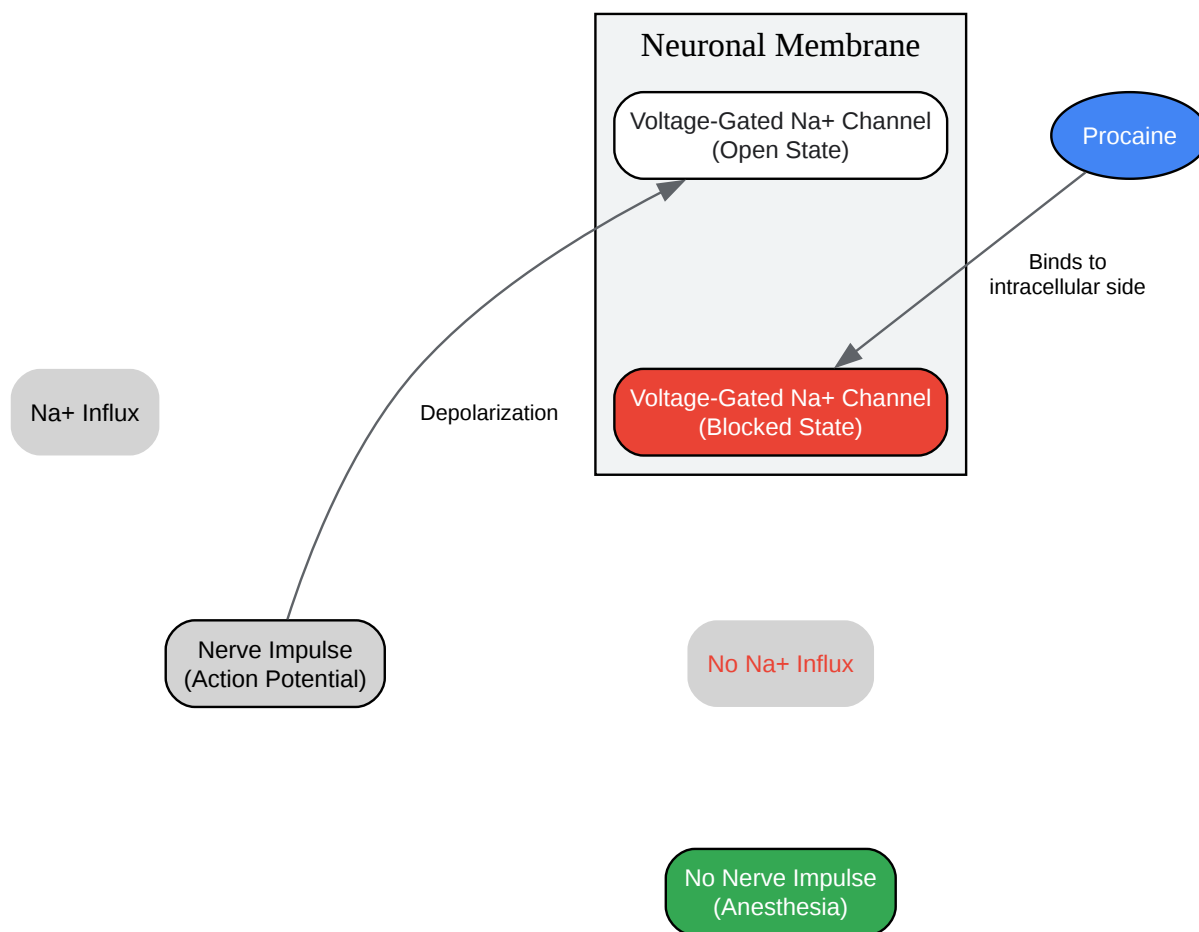 Neuronal Membrane
Voltage-Gated Na+ Channel
(Open State)
Procaine
Binds to
intracellular side
Na+ Influx
Depolarization
Voltage-Gated Na+ Channel
(Blocked State)
Nerve Impulse
(Action Potential)
No Na+ Influx
No Nerve Impulse
(Anesthesia)